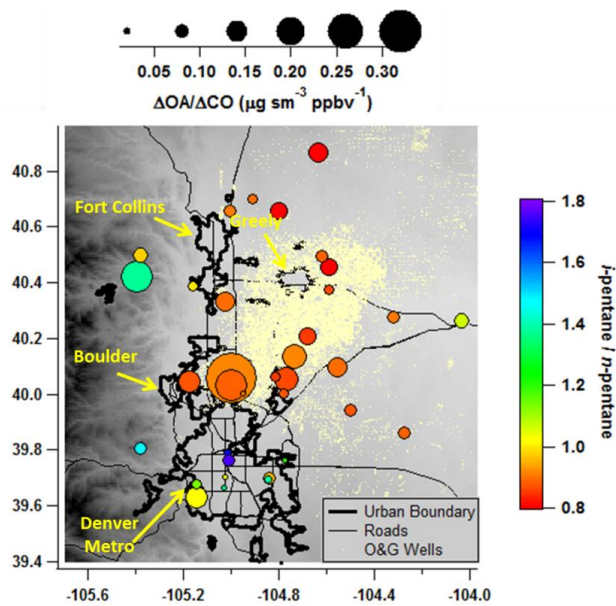 0.05 0.10 0.15 0.20 0.25 0.30
ΔOA/ΔCO (µg sm⁻³ ppbv⁻¹)
40.8
40.6
40.4
40.2
40.0
39.8
39.6
39.4
Fort Collins
Greely
Boulder
Denver
Metro
Urban Boundary
Roads
O&G Wells
-105.6 -105.2 -104.8 -104.4 -104.0
1.8
1.6
1.4
1.2
1.0
0.8
i-pentane / n-pentane